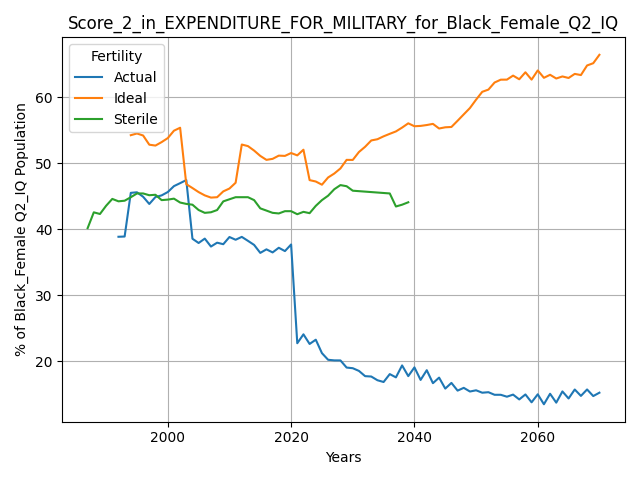 Score_2_in_EXPENDITURE_FOR_MILITARY_for_Black_Female_Q2_IQ
Fertility
Actual
Ideal
Sterile
% of Black_Female Q2_IQ Population
60
50
40
30
20
2000
2020
2040
2060
Years